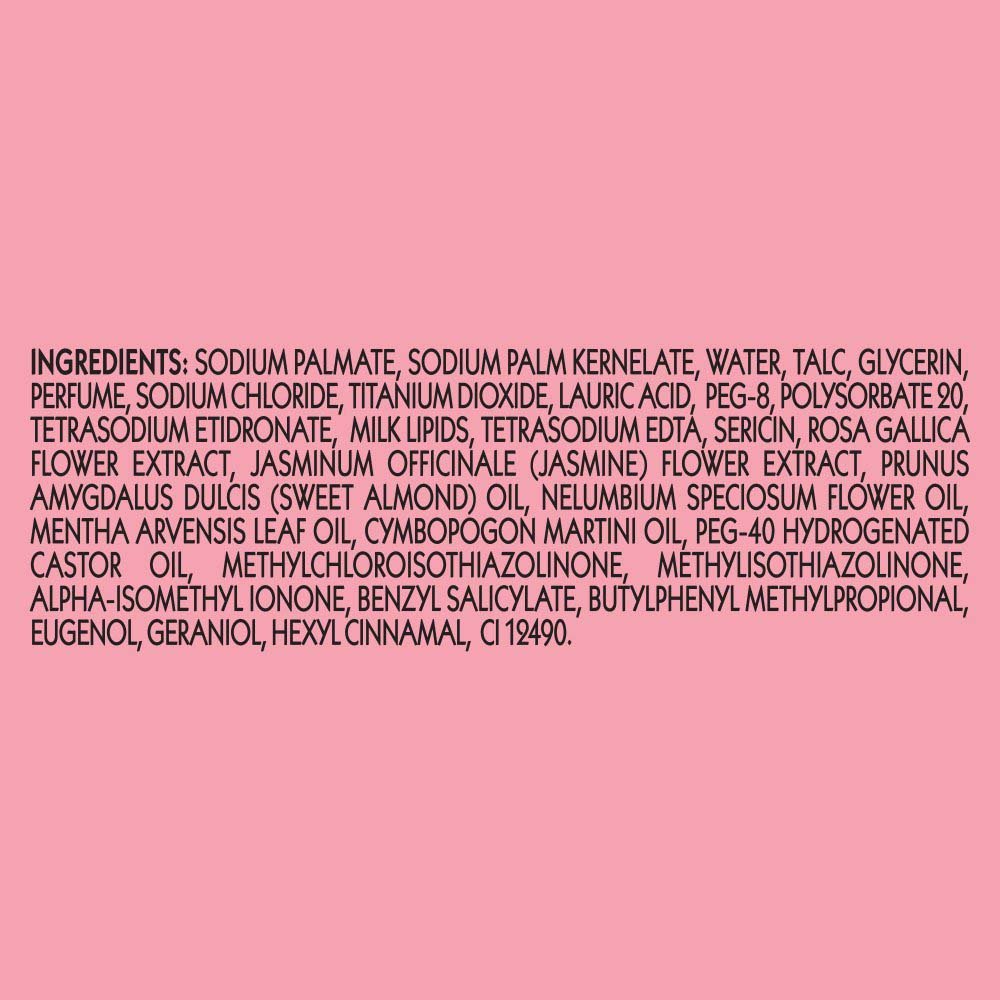 INGREDIENTS: SODIUM PALMATE, SODIUM PALM KERNELATE, WATER, TALC, GLYCERIN,
PERFUME, SODIUM CHLORIDE, TITANIUM DIOXIDE, LAURIC ACID, PEG-8, POLYSORBATE 20,
TETRASODIUM ETIDRONATE, MILK LIPIDS, TETRASODIUM EDTA, SERICIN, ROSA GALLICA
FLOWER EXTRACT, JASMINUM OFFICINALE (JASMINE) FLOWER EXTRACT, PRUNUS
AMYGDALUS DULCIS (SWEET ALMOND) OIL, NELUMBIUM SPECIOSUM FLOWER OIL,
MENTHA ARVENSIS LEAF OIL, CYMBOPOGON MARTINI OIL, PEG-40 HYDROGENATED
CASTOR OIL, METHYLCHLOROISOTHIAZOLINONE, METHYLISOTHIAZOLINONE,
ALPHA-ISOMETHYL IONONE, BENZYL SALICYLATE, BUTYLPHENYL METHYLPROPIONAL,
EUGENOL, GERANIOL, HEXYL CINNAMAL, CI 12490.